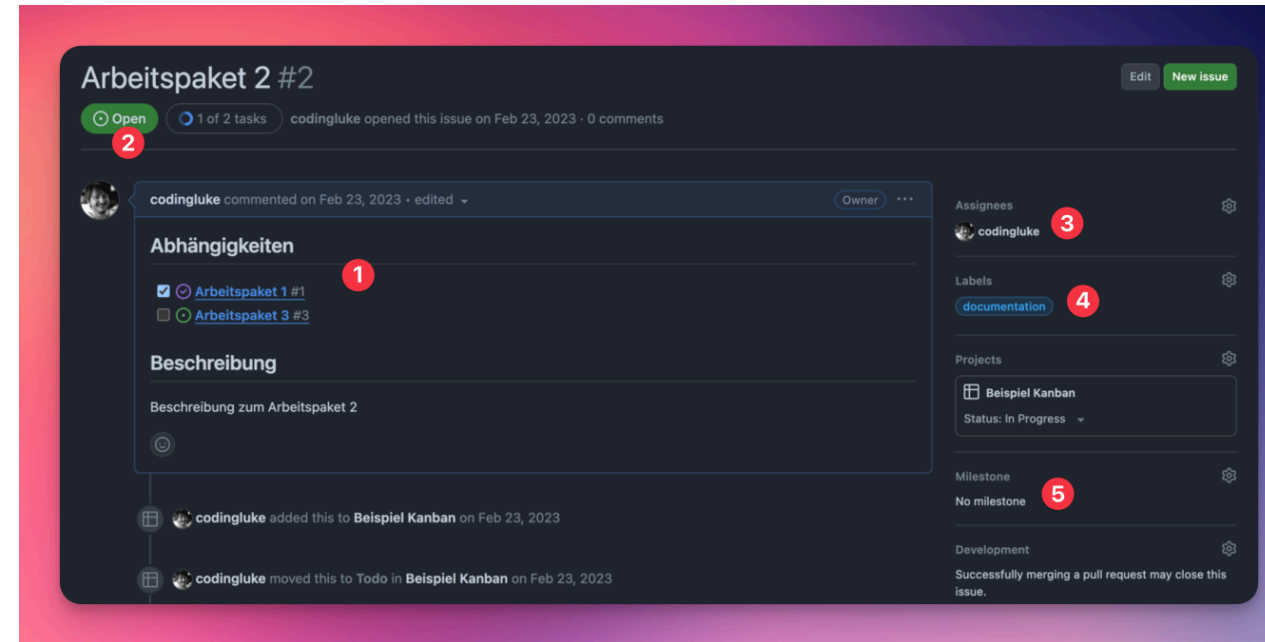 Arbeitspaket 2 #2
Edit New issue
Open 1 of 2 tasks codingluke opened this issue on Feb 23, 2023 · 0 comments
2
codingluke commented on Feb 23, 2023 • edited
Owner ...
Abhängigkeiten
1
Arbeitspaket 1 #1
Arbeitspaket 3 #3
Beschreibung
Beschreibung zum Arbeitspaket 2
codingluke added this to Beispiel Kanban on Feb 23, 2023
codingluke moved this to Todo in Beispiel Kanban on Feb 23, 2023
Assignees
codingluke 3
Labels
documentation 4
Projects
Beispiel Kanban
Status: In Progress
Milestone
No milestone 5
Development
Successfully merging a pull request may close this
issue.